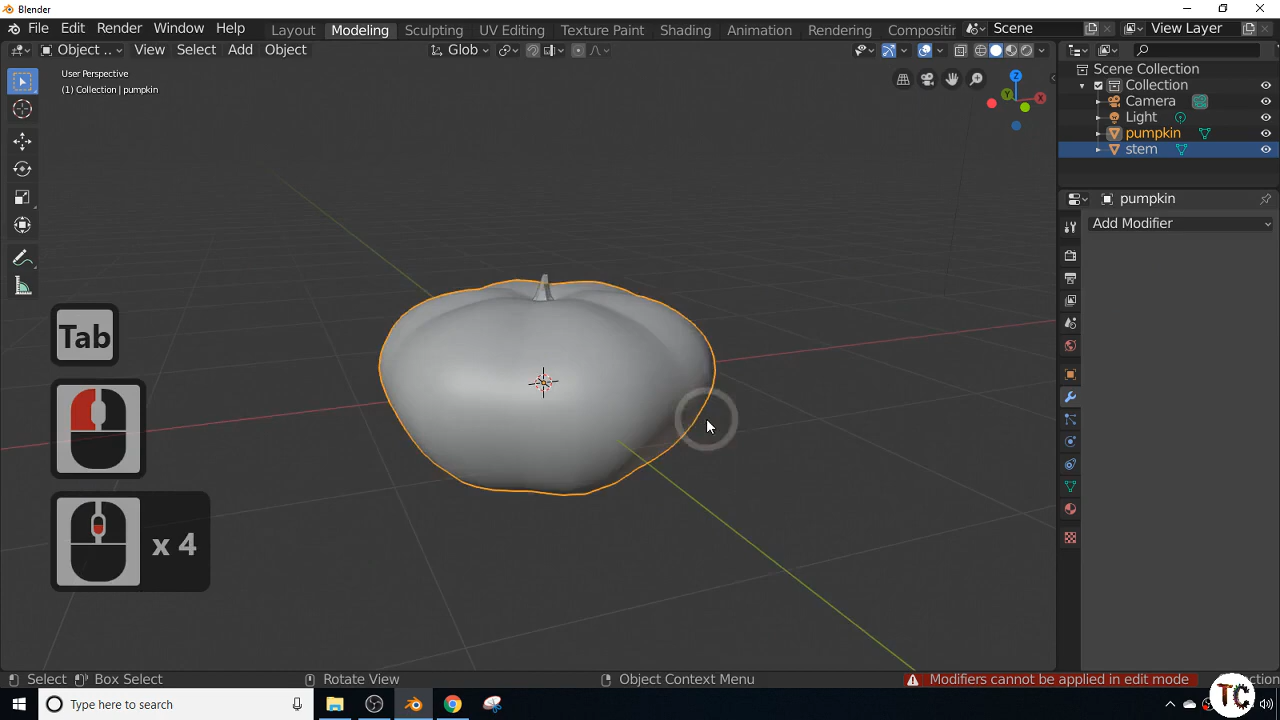 Blender
File Edit Render Window Help Layout Modeling Sculpting UV Editing Texture Paint Shading Animation Rendering Compositin Scene View Layer
Object .. View Select Add Object Glob
User Perspective
(1) Collection | pumpkin
Z
Y
X
Scene Collection
Collection
Camera
Light
pumpkin
stem
pumpkin
Add Modifier
Tab
x 4
Select Box Select Rotate View Object Context Menu Modifiers cannot be applied in edit mode ction
Type here to search
TC